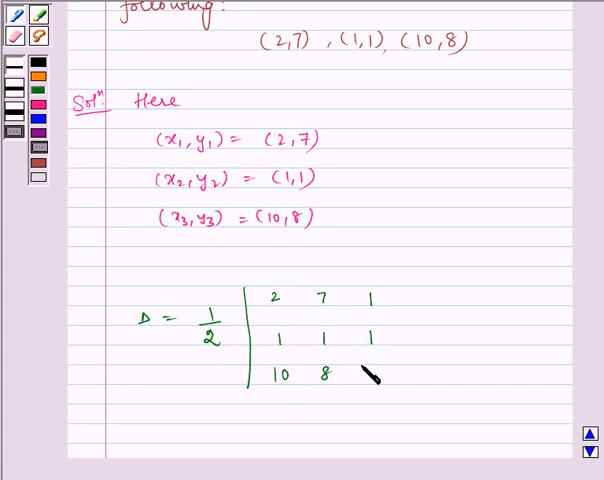 following:
(2,7) , (1,1), (10,8)
Solⁿ: Here
(x₁, y₁) = (2,7)
(x₂, y₂) = (1,1)
(x₃, y₃) = (10,8)
Δ = 1/2 | 2 7 1
1 1 1
10 8